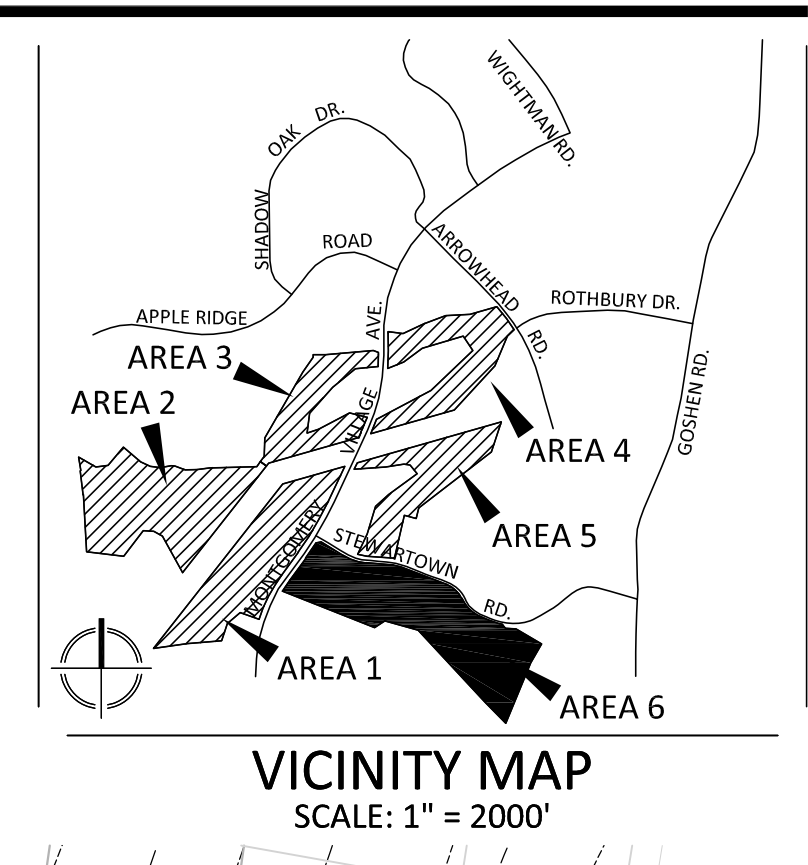 WIGHTMAN RD.
SHADOW OAK DR.
ARROWHEAD RD.
APPLE RIDGE ROAD
ROTHBURY DR.
GOSHEN RD.
MONTGOMERY VILLAGE AVE.
AREA 3
AREA 2
AREA 4
AREA 5
STEWARTOWN RD.
AREA 1
AREA 6
VICINITY MAP
SCALE: 1" = 2000'